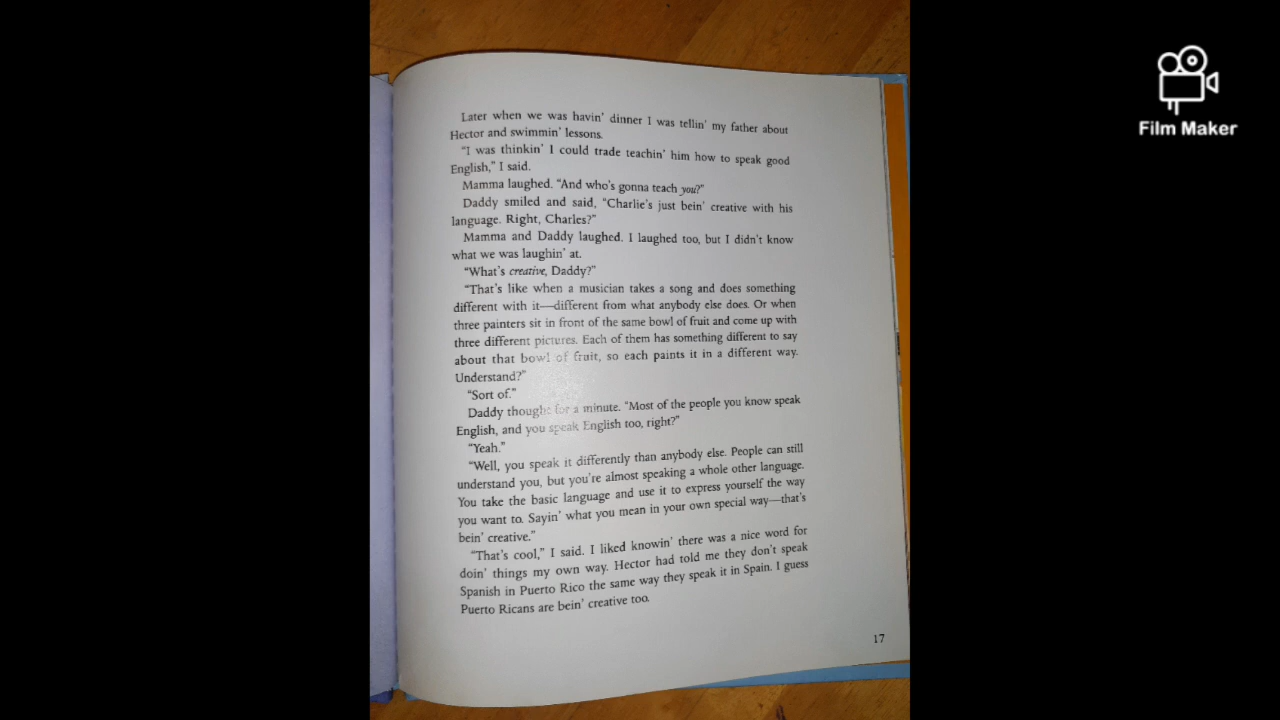 Film Maker
Later when we was havin' dinner I was tellin' my father about
Hector and swimmin' lessons.
"I was thinkin' I could trade teachin' him how to speak good
English," I said.
Mamma laughed. "And who's gonna teach you?"
Daddy smiled and said, "Charlie's just bein' creative with his
language. Right, Charles?"
Mamma and Daddy laughed. I laughed too, but I didn't know
what we was laughin' at.
"What's creative, Daddy?"
"That's like when a musician takes a song and does something
different with it—different from what anybody else does. Or when
three painters sit in front of the same bowl of fruit and come up with
three different pictures. Each of them has something different to say
about that bowl of fruit, so each paints it in a different way.
Understand?"
"Sort of."
Daddy thought for a minute. "Most of the people you know speak
English, and you speak English too, right?"
"Yeah."
"Well, you speak it differently than anybody else. People can still
understand you, but you're almost speaking a whole other language.
You take the basic language and use it to express yourself the way
you want to. Sayin' what you mean in your own special way—that's
bein' creative."
"That's cool," I said. I liked knowin' there was a nice word for
doin' things my own way. Hector had told me they don't speak
Spanish in Puerto Rico the same way they speak it in Spain. I guess
Puerto Ricans are bein' creative too.
17